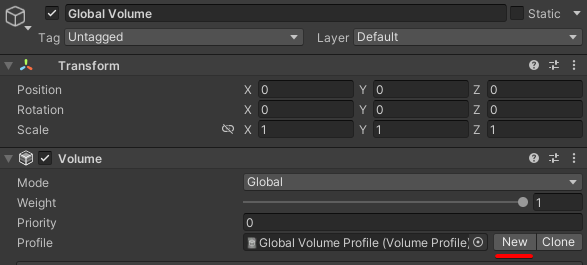 Global Volume Static
Tag Untagged Layer Default
Transform
Position X 0 Y 0 Z 0
Rotation X 0 Y 0 Z 0
Scale X 1 Y 1 Z 1
Volume
Mode Global
Weight 1
Priority 0
Profile Global Volume Profile (Volume Profile) New Clone